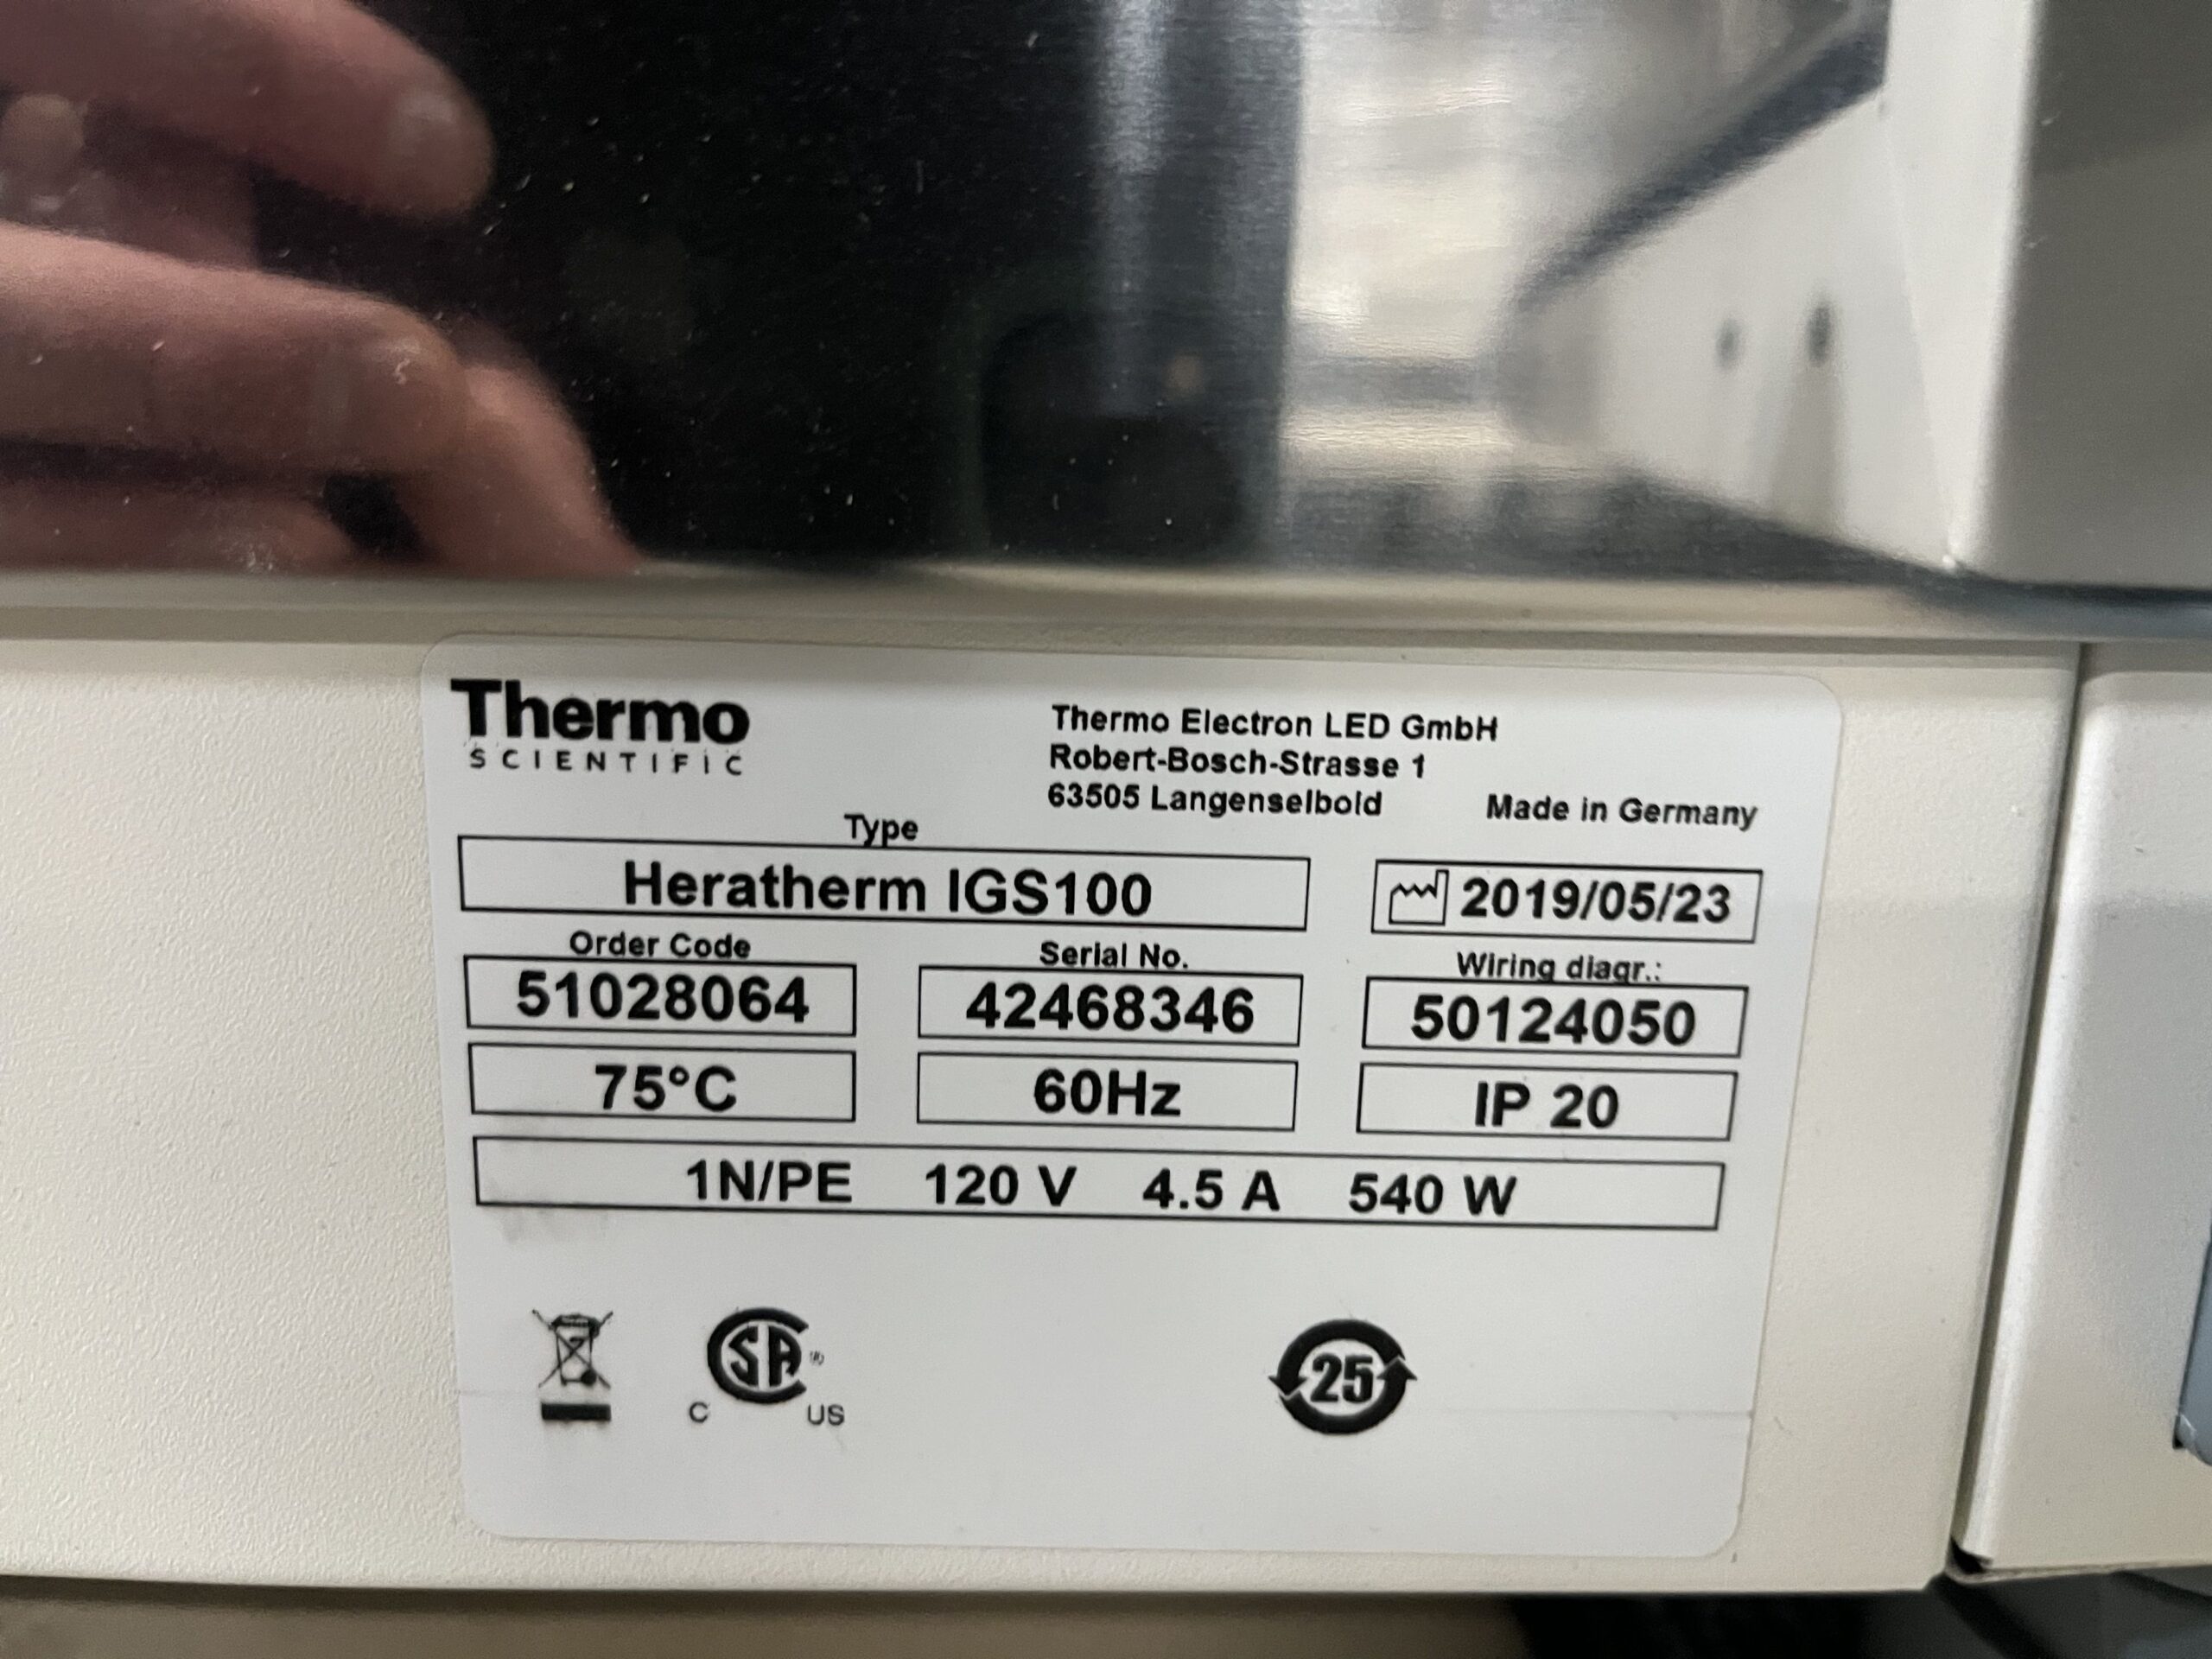 Thermo
SCIENTIFIC
Thermo Electron LED GmbH
Robert-Bosch-Strasse 1
63505 Langenselbold
Made in Germany
Type
Heratherm IGS100
2019/05/23
Order Code
Serial No.
Wiring diagr.:
51028064
42468346
50124050
75°C
60Hz
IP 20
1N/PE 120 V 4.5 A 540 W
SA ®
C US
25